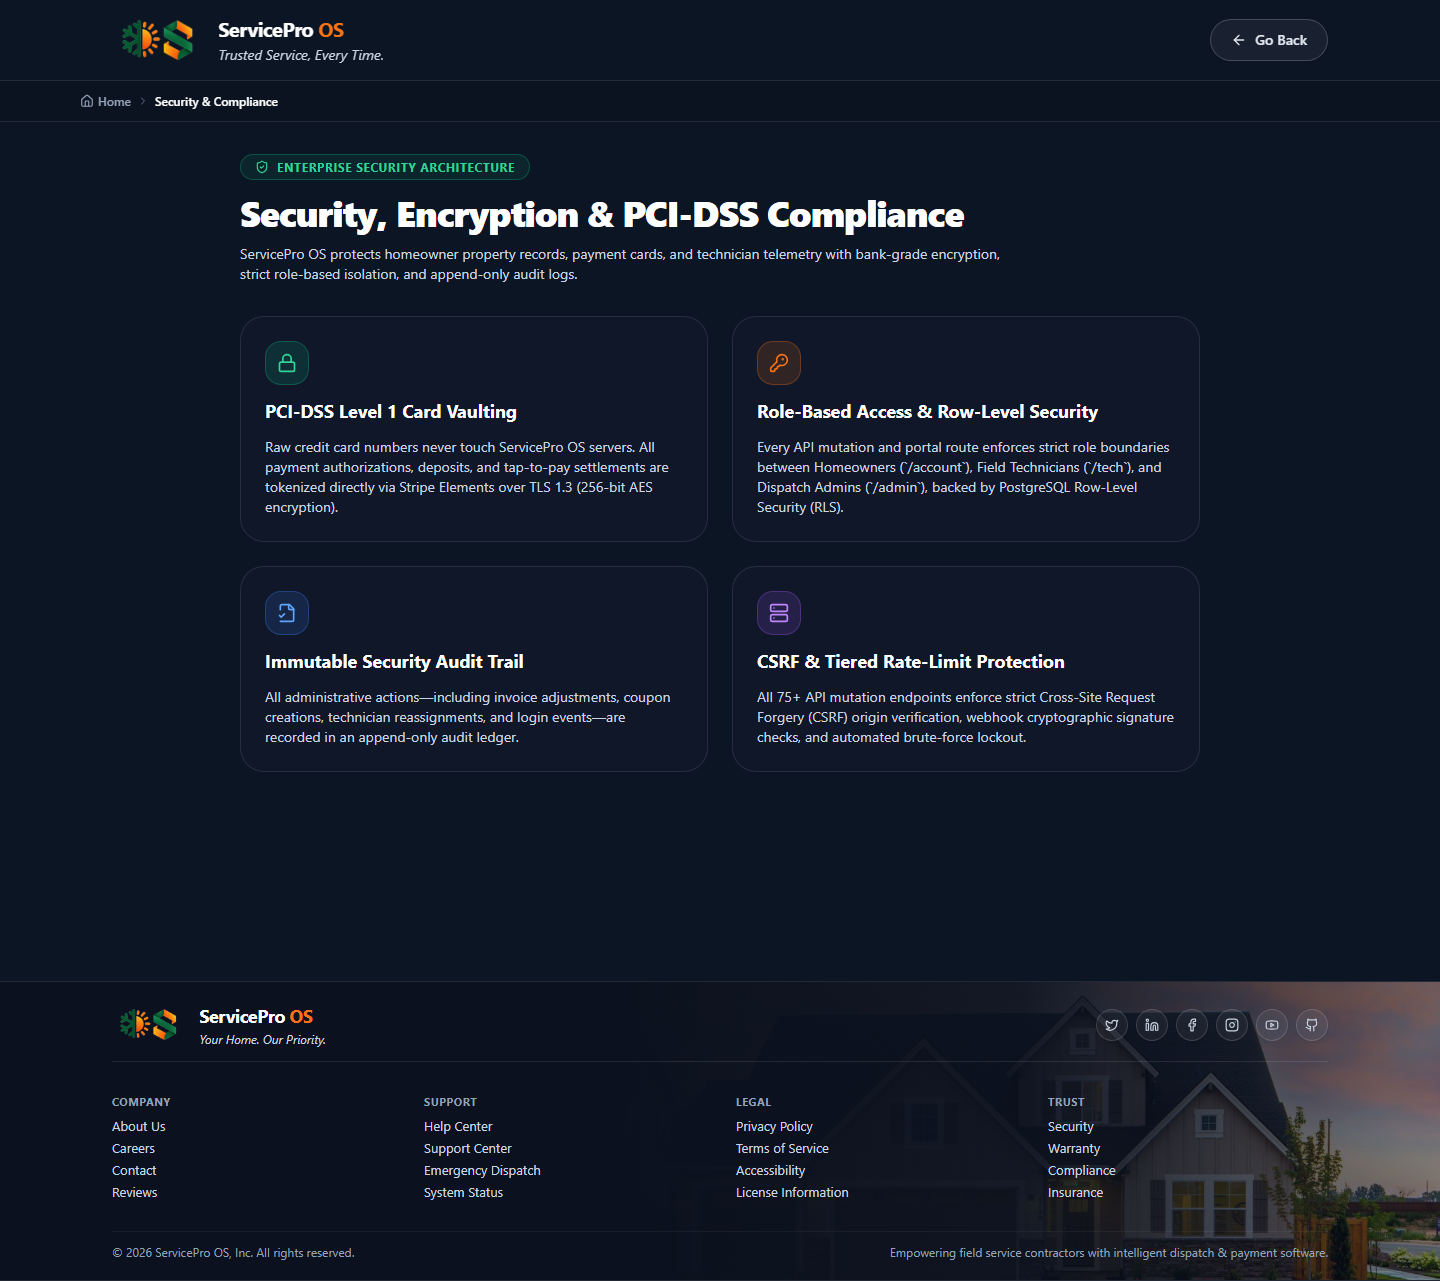 ServicePro OS
Trusted Service, Every Time.
Go Back
Home
Security & Compliance
ENTERPRISE SECURITY ARCHITECTURE
Security, Encryption & PCI-DSS Compliance
ServicePro OS protects homeowner property records, payment cards, and technician telemetry with bank-grade encryption,
strict role-based isolation, and append-only audit logs.
PCI-DSS Level 1 Card Vaulting
Raw credit card numbers never touch ServicePro OS servers. All
payment authorizations, deposits, and tap-to-pay settlements are
tokenized directly via Stripe Elements over TLS 1.3 (256-bit AES
encryption).
Role-Based Access & Row-Level Security
Every API mutation and portal route enforces strict role boundaries
between Homeowners (`/account`), Field Technicians (`/tech`), and
Dispatch Admins (`/admin`), backed by PostgreSQL Row-Level
Security (RLS).
Immutable Security Audit Trail
All administrative actions—including invoice adjustments, coupon
creations, technician reassignments, and login events—are
recorded in an append-only audit ledger.
CSRF & Tiered Rate-Limit Protection
All 75+ API mutation endpoints enforce strict Cross-Site Request
Forgery (CSRF) origin verification, webhook cryptographic signature
checks, and automated brute-force lockout.
ServicePro OS
Your Home. Our Priority.
COMPANY
About Us
Careers
Contact
Reviews
SUPPORT
Help Center
Support Center
Emergency Dispatch
System Status
LEGAL
Privacy Policy
Terms of Service
Accessibility
License Information
TRUST
Security
Warranty
Compliance
Insurance
© 2026 ServicePro OS, Inc. All rights reserved.
Empowering field service contractors with intelligent dispatch & payment software.